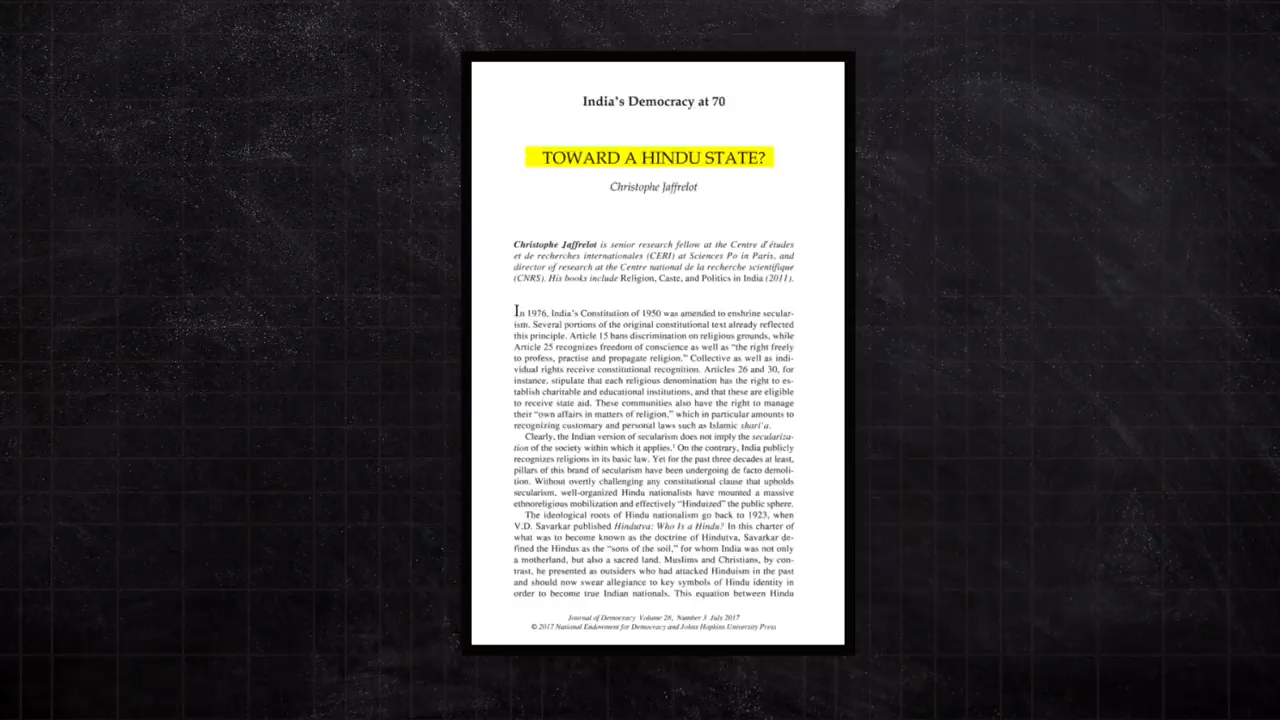 India's Democracy at 70
TOWARD A HINDU STATE?
Christophe Jaffrelot
Christophe Jaffrelot is senior research fellow at the Centre d'études
et de recherches internationales (CERI) at Sciences Po in Paris, and
director of research at the Centre national de la recherche scientifique
(CNRS). His books include Religion, Caste, and Politics in India (2011).
In 1976, India's Constitution of 1950 was amended to enshrine secular-
ism. Several portions of the original constitutional text already reflected
this principle. Article 15 bans discrimination on religious grounds, while
Article 25 recognizes freedom of conscience as well as "the right freely
to profess, practise and propagate religion." Collective as well as indi-
vidual rights receive constitutional recognition. Articles 26 and 30, for
instance, stipulate that each religious denomination has the right to es-
tablish charitable and educational institutions, and that these are eligible
to receive state aid. These communities also have the right to manage
their "own affairs in matters of religion," which in particular amounts to
recognizing customary and personal laws such as Islamic shari'a.
Clearly, the Indian version of secularism does not imply the seculariza-
tion of the society within which it applies.¹ On the contrary, India publicly
recognizes religions in its basic law. Yet for the past three decades at least,
pillars of this brand of secularism have been undergoing de facto demoli-
tion. Without overtly challenging any constitutional clause that upholds
secularism, well-organized Hindu nationalists have mounted a massive
ethnoreligious mobilization and effectively "Hinduized" the public sphere.
The ideological roots of Hindu nationalism go back to 1923, when
V.D. Savarkar published Hindutva: Who Is a Hindu? In this charter of
what was to become known as the doctrine of Hindutva, Savarkar de-
fined the Hindus as the "sons of the soil," for whom India was not only
a motherland, but also a sacred land. Muslims and Christians, by con-
trast, he presented as outsiders who had attacked Hinduism in the past
and should now swear allegiance to key symbols of Hindu identity in
order to become true Indian nationals. This equation between Hindu
Journal of Democracy Volume 28, Number 3 July 2017
© 2017 National Endowment for Democracy and Johns Hopkins University Press